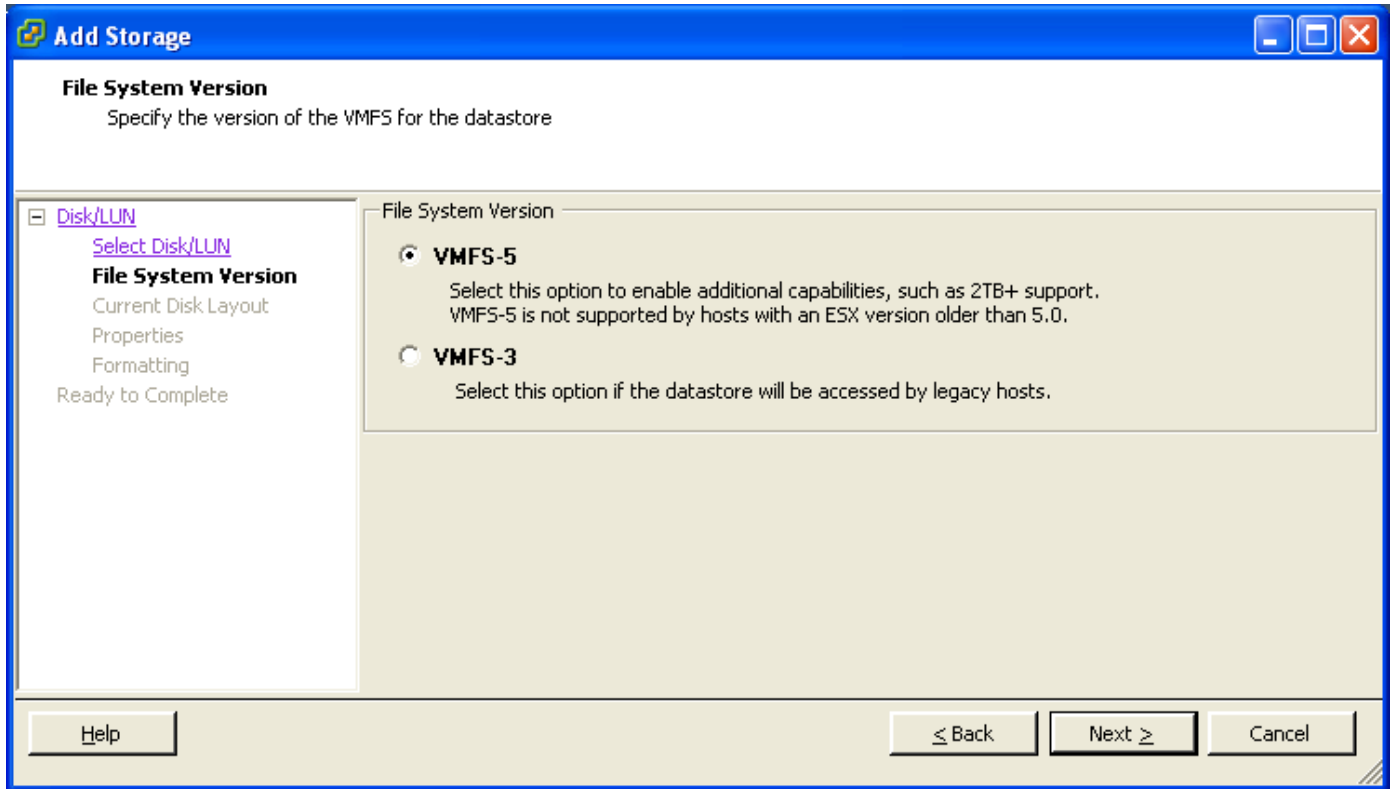 Add Storage
File System Version
Specify the version of the VMFS for the datastore
Disk/LUN
Select Disk/LUN
File System Version
Current Disk Layout
Properties
Formatting
Ready to Complete
File System Version
VMFS-5
Select this option to enable additional capabilities, such as 2TB+ support.
VMFS-5 is not supported by hosts with an ESX version older than 5.0.
VMFS-3
Select this option if the datastore will be accessed by legacy hosts.
Help
< Back
Next >
Cancel